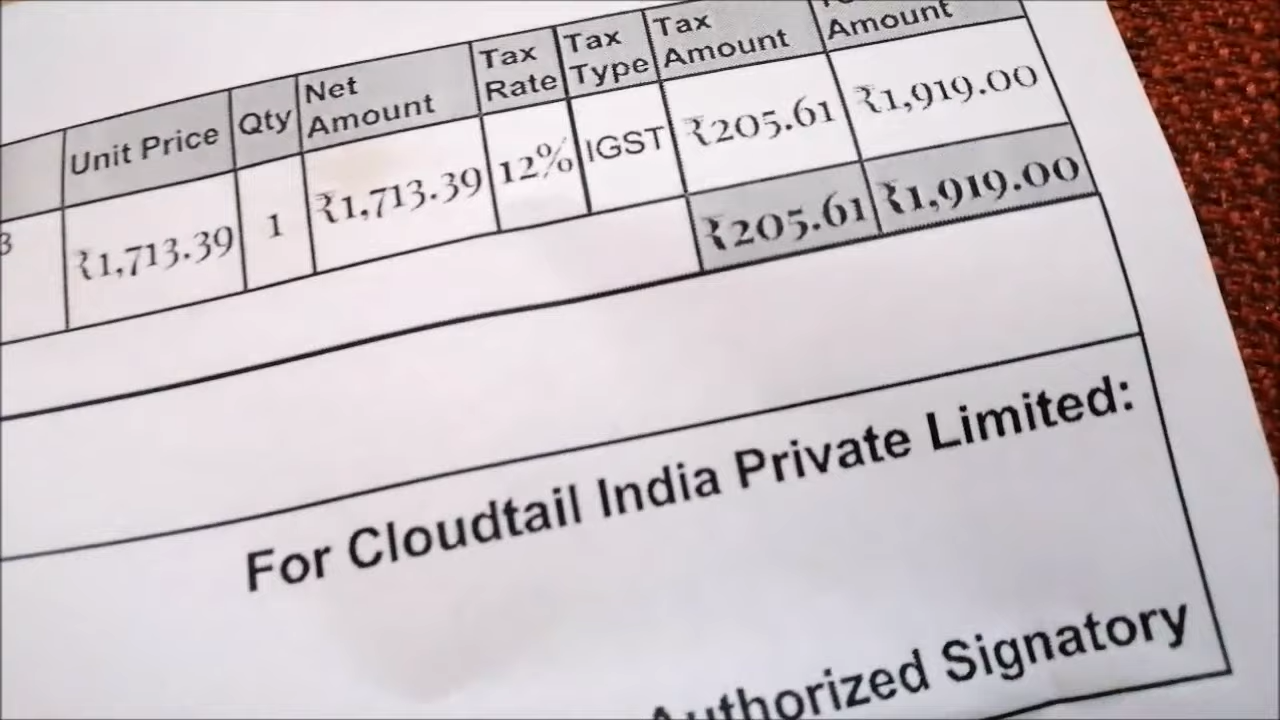 Unit Price Qty Net Amount Tax Rate Tax Type Tax Amount Amount
₹1,713.39 1 ₹1,713.39 12% IGST ₹205.61 ₹1,919.00
₹205.61 ₹1,919.00
For Cloudtail India Private Limited:
Authorized Signatory